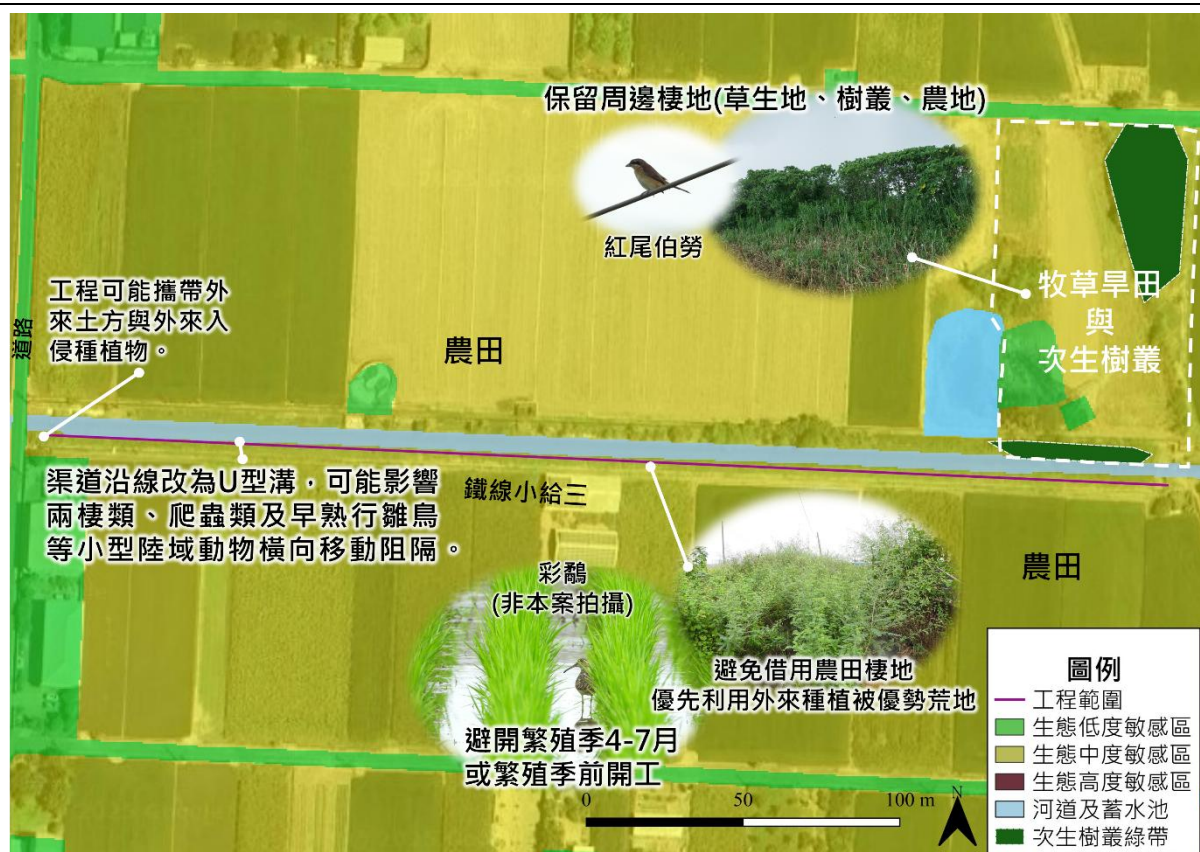 保留周邊棲地(草生地、樹叢、農地)
紅尾伯勞
牧草旱田
與
次生樹叢
工程可能攜帶外
來土方與外來入
侵種植物。
道路
農田
渠道沿線改為U型溝，可能影響
兩棲類、爬蟲類及早熟行雛鳥
等小型陸域動物橫向移動阻隔。
鐵線小給三
彩鷸
(非本案拍攝)
農田
避免借用農田棲地
優先利用外來種植被優勢荒地
避開繁殖季4-7月
或繁殖季前開工
0 50 100 m
N
圖例
工程範圍
生態低度敏感區
生態中度敏感區
生態高度敏感區
河道及蓄水池
次生樹叢綠帶